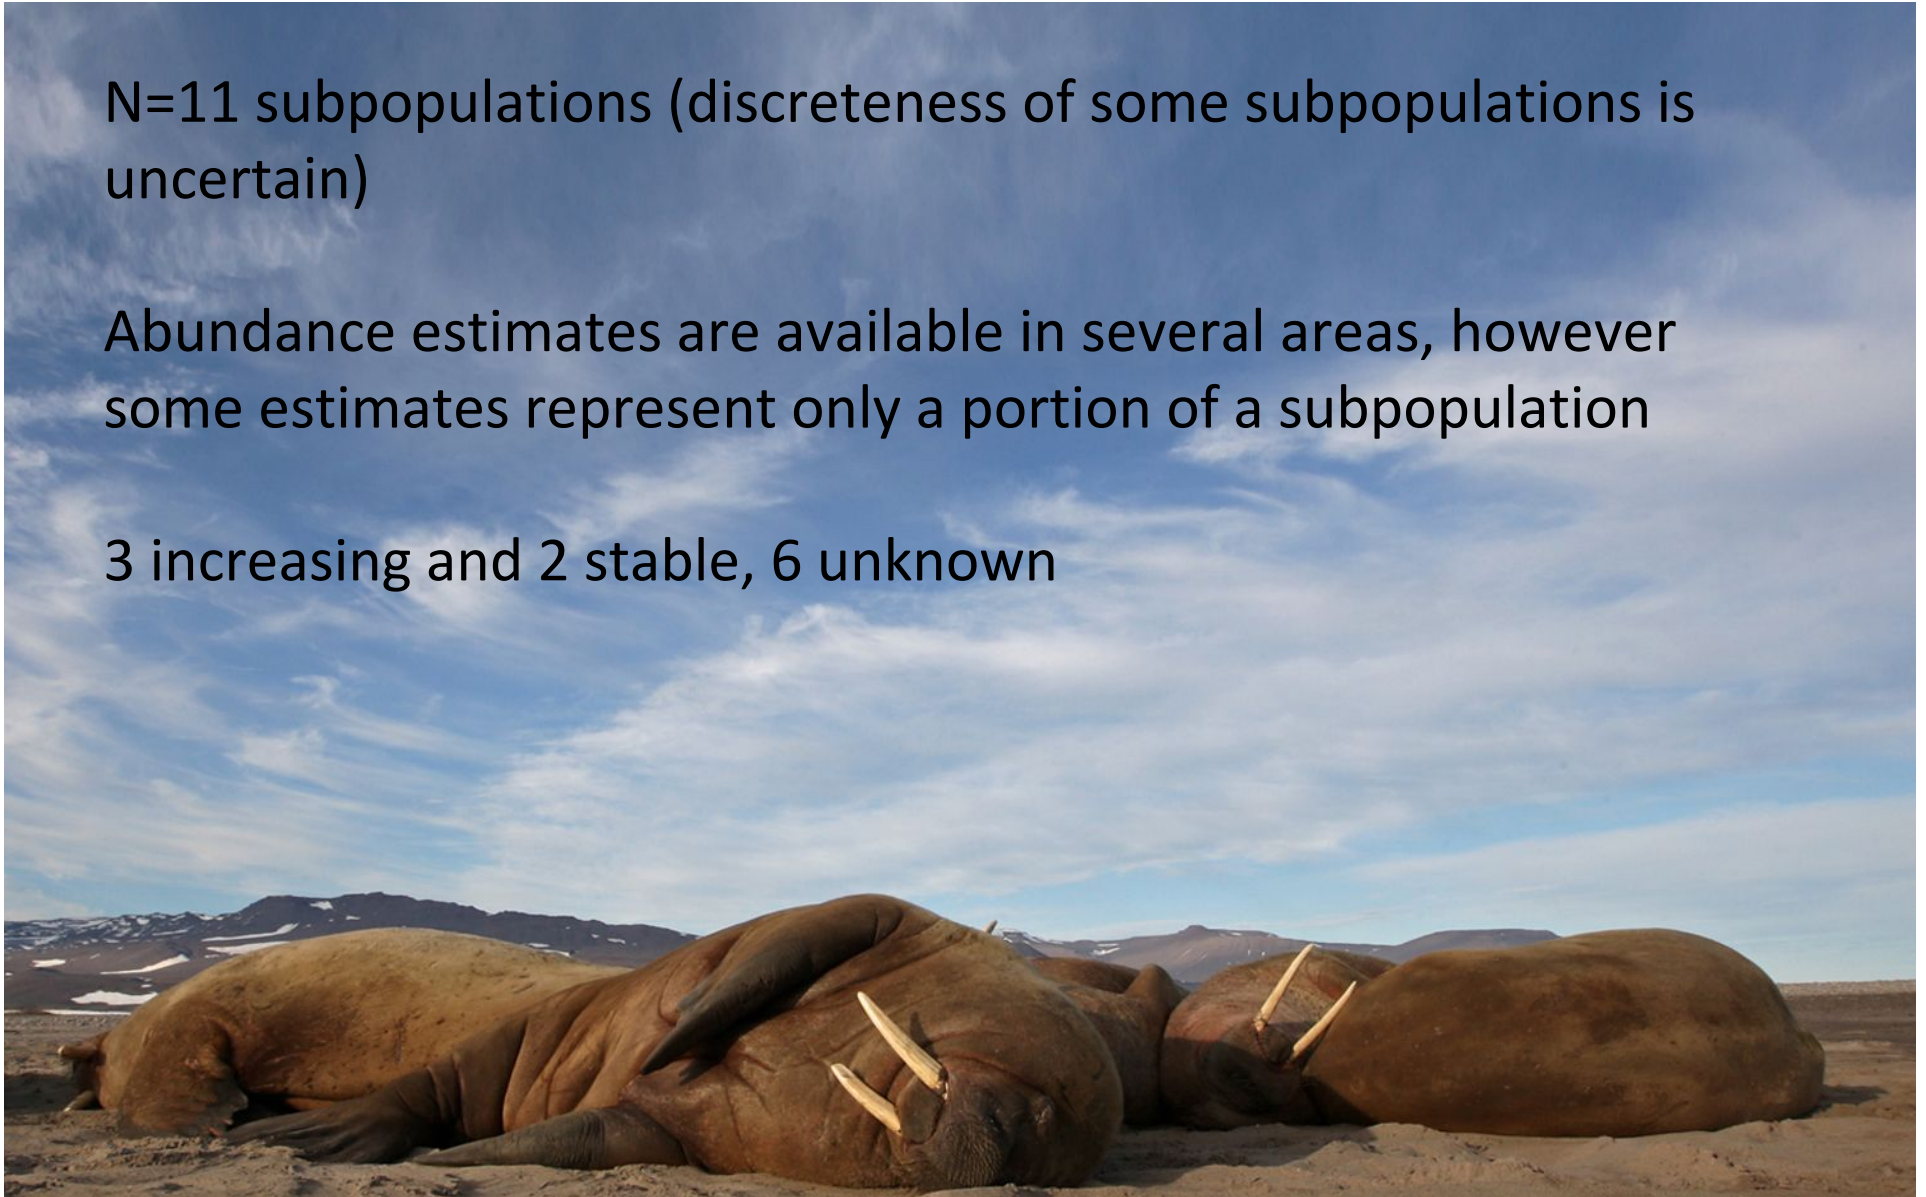 N=11 subpopulations (discreteness of some subpopulations is
uncertain)
Abundance estimates are available in several areas, however
some estimates represent only a portion of a subpopulation
3 increasing and 2 stable, 6 unknown